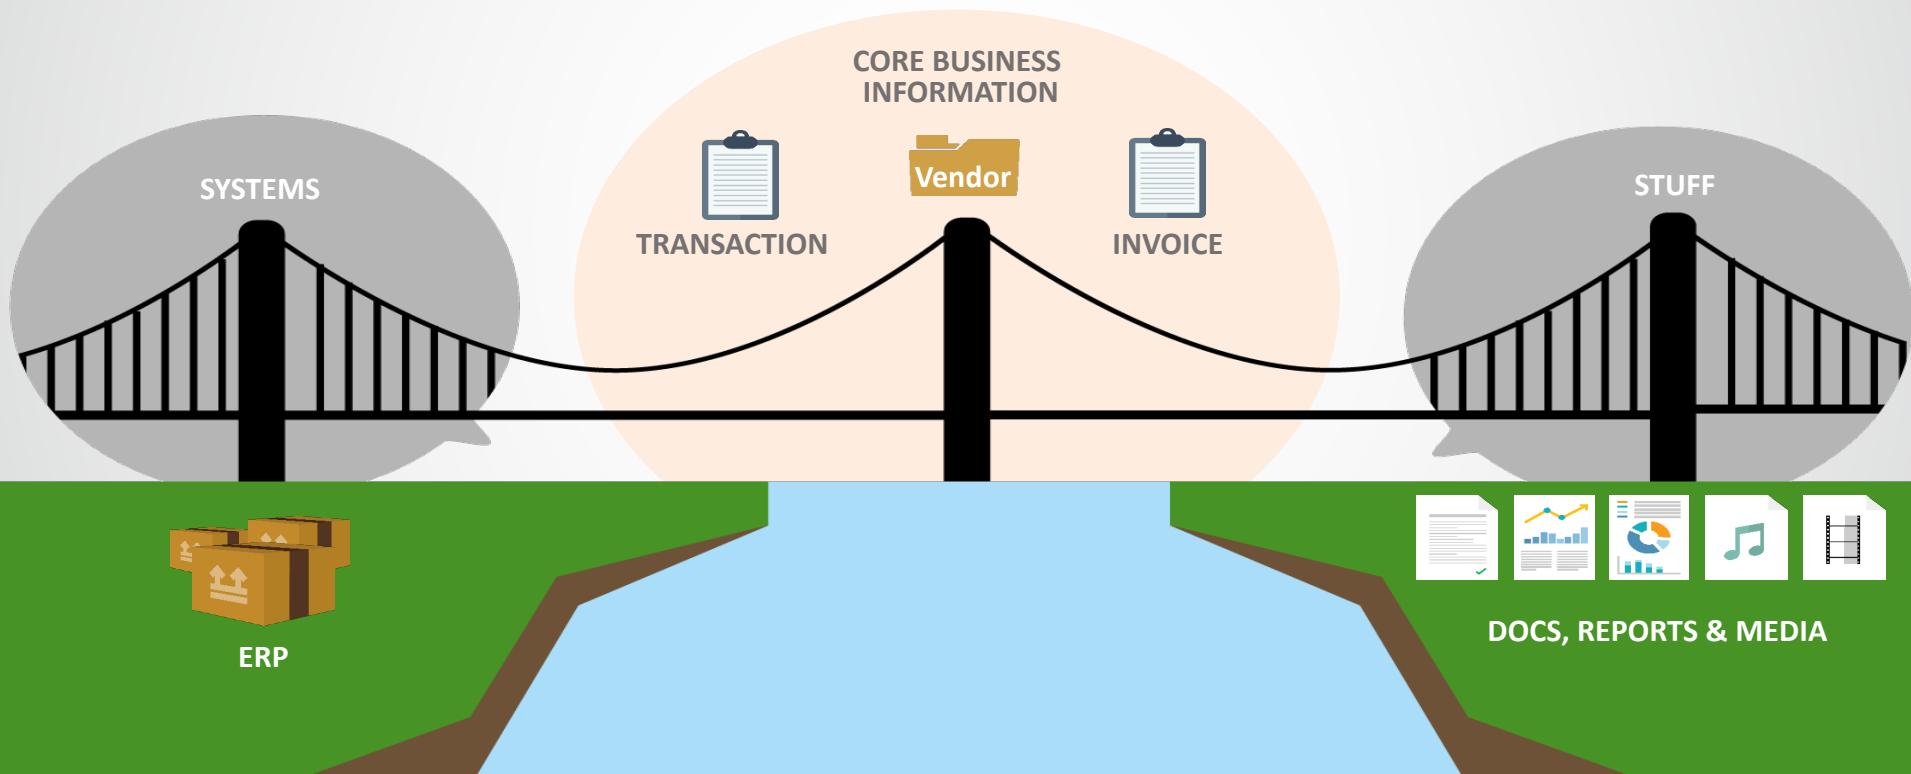 CORE BUSINESS
INFORMATION
SYSTEMS
Vendor
STUFF
TRANSACTION
INVOICE
ERP
DOCS, REPORTS & MEDIA